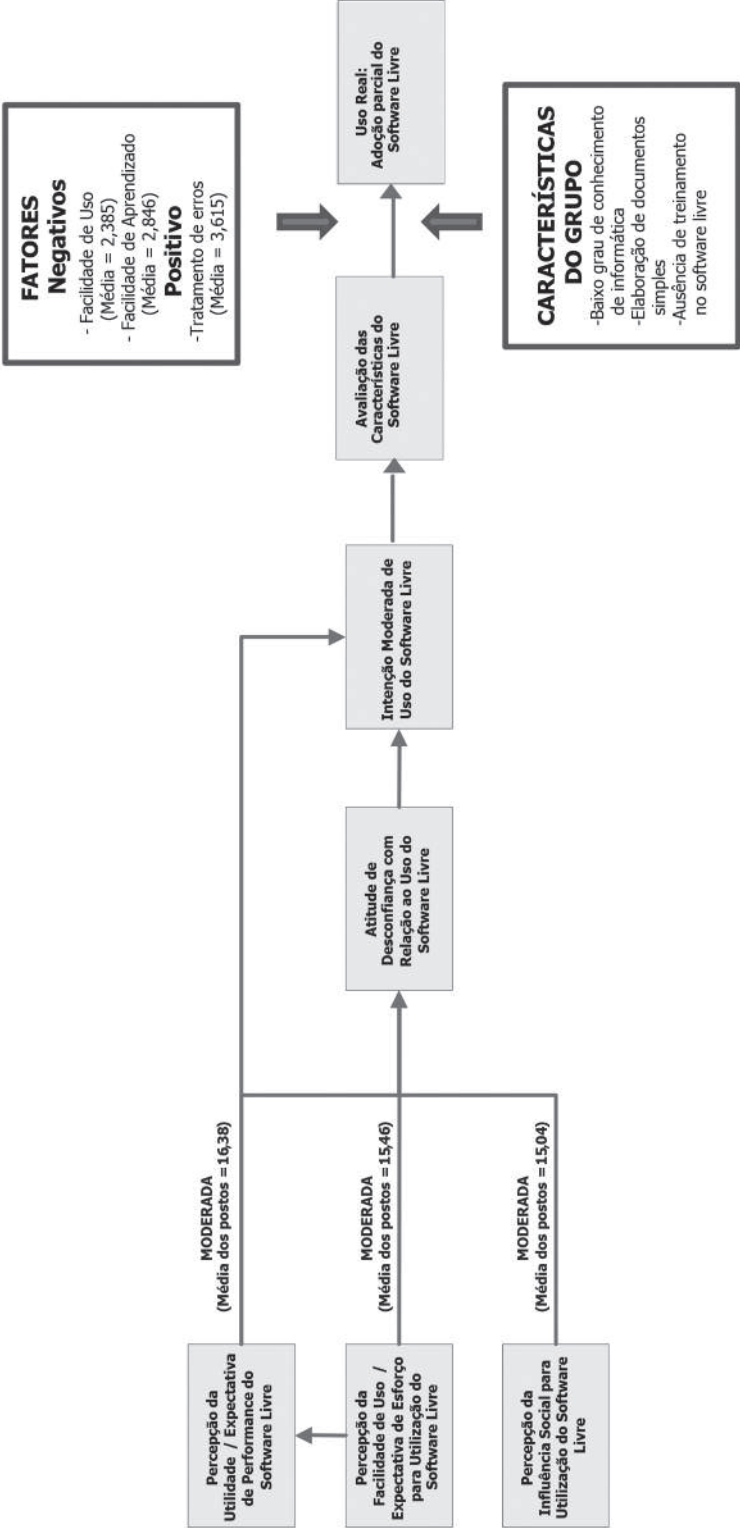 Percepção da
Utilidade / Expectativa
de Performance do
Software Livre
MODERADA
(Média dos postos =16,38)
Percepção da
Facilidade de Uso /
Expectativa de Esforço
para Utilização do
Software Livre
MODERADA
(Média dos postos =15,46)
Percepção da
Influência Social para
Utilização do Software
Livre
MODERADA
(Média dos postos =15,04)
Atitude de
Desconfiança com
Relação ao Uso do
Software Livre
Intenção Moderada de
Uso do Software Livre
Avaliação das
Características do
Software Livre
FATORES
Negativos
- Facilidade de Uso
(Média = 2,385)
- Facilidade de Aprendizado
(Média = 2,846)
Positivo
-Tratamento de erros
(Média = 3,615)
Uso Real:
Adoção parcial do
Software Livre
CARACTERÍSTICAS
DO GRUPO
-Baixo grau de conhecimento
de informática
-Elaboração de documentos
simples
-Ausência de treinamento
no software livre